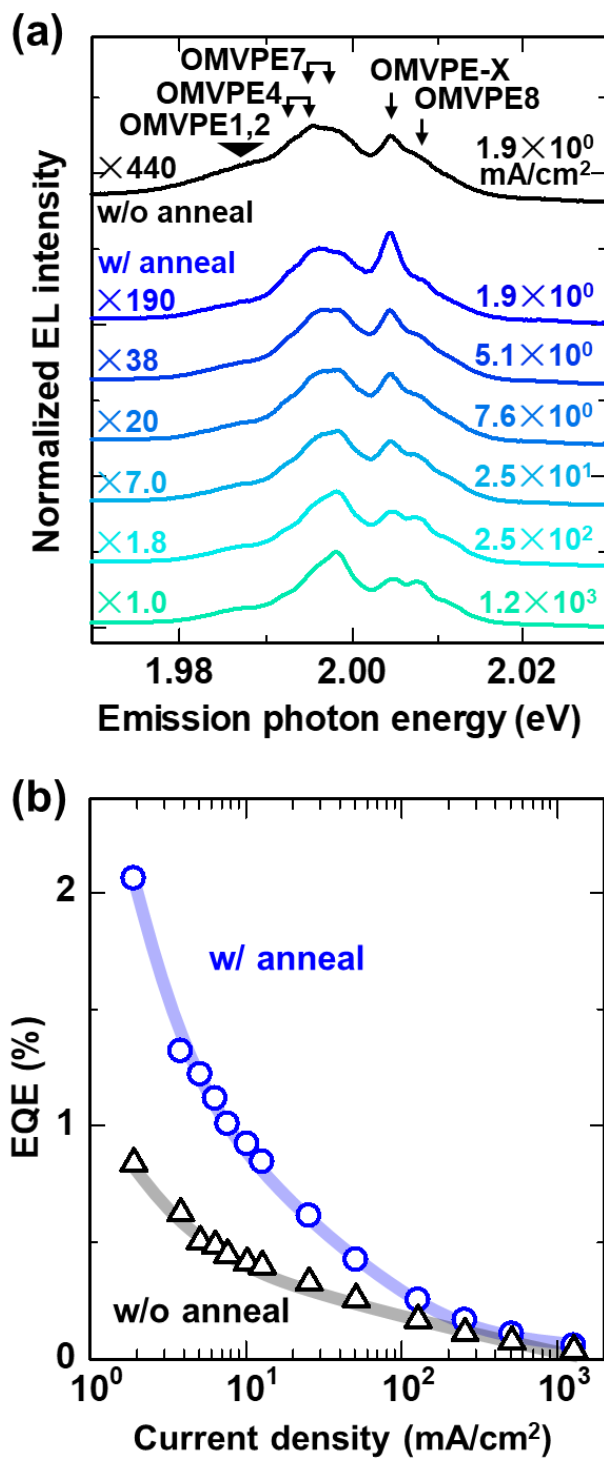 (a)
OMVPE7
OMVPE-X
OMVPE4
OMVPE8
OMVPE1,2
×440
1.9×10⁰
mA/cm²
w/o anneal
w/ anneal
×190
1.9×10⁰
×38
5.1×10⁰
×20
7.6×10⁰
×7.0
2.5×10¹
×1.8
2.5×10²
×1.0
1.2×10³
Normalized EL intensity
1.98
2.00
2.02
Emission photon energy (eV)
(b)
2
w/ anneal
EQE (%)
1
w/o anneal
0
10⁰
10¹
10²
10³
Current density (mA/cm²)